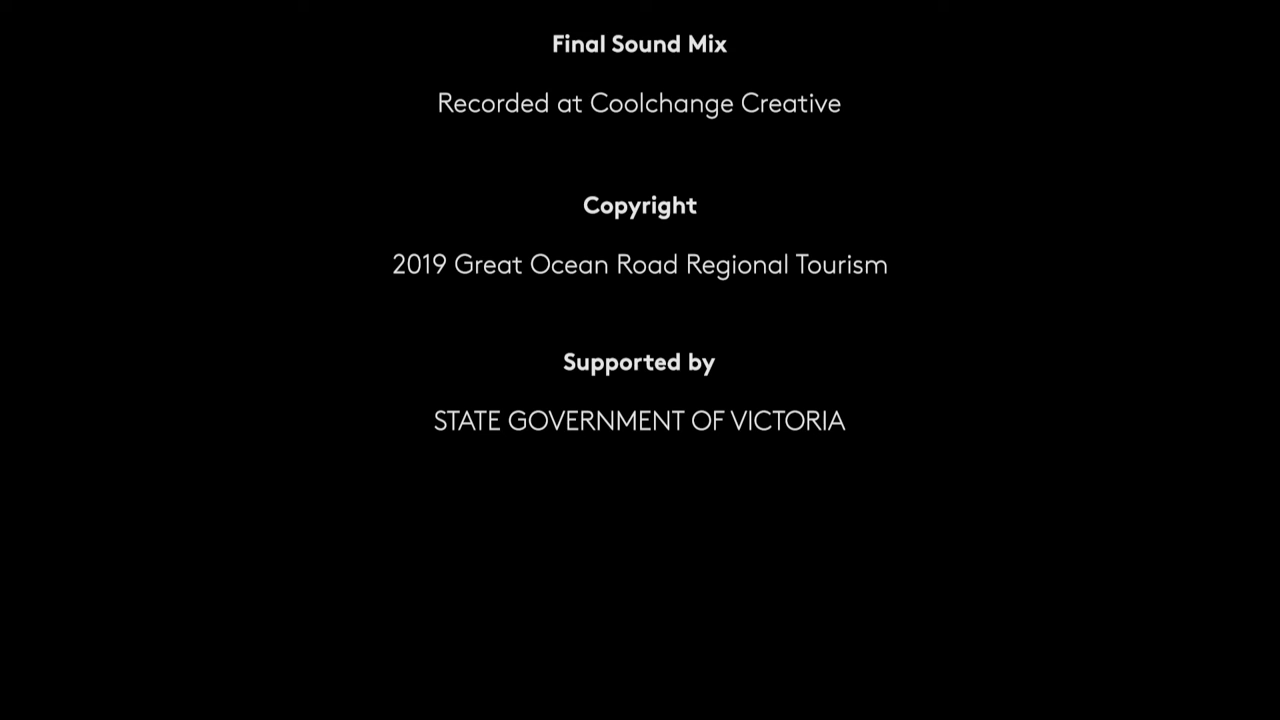 Final Sound Mix
Recorded at Coolchange Creative
Copyright
2019 Great Ocean Road Regional Tourism
Supported by
STATE GOVERNMENT OF VICTORIA